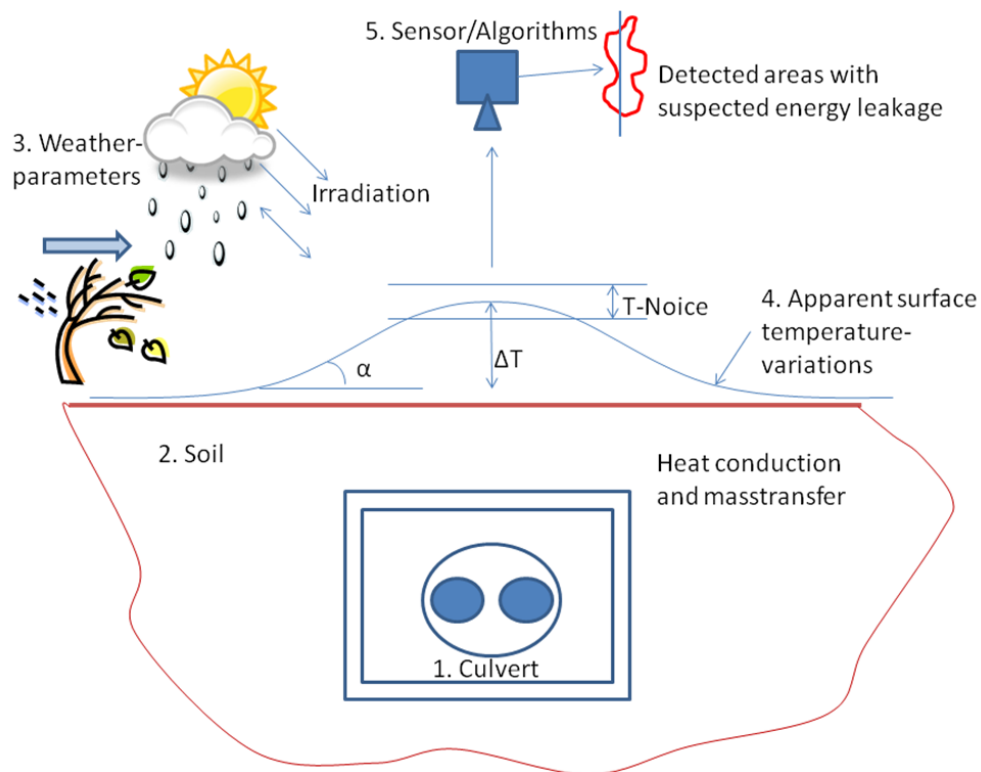 5. Sensor/Algorithms
Detected areas with
suspected energy leakage
3. Weather-
parameters
Irradiation
T-Noice
4. Apparent surface
temperature-
variations
α
ΔT
2. Soil
Heat conduction
and masstransfer
1. Culvert